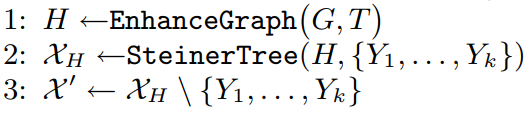 1: H ←EnhanceGraph(G, T)
2: 𝒳_H ←SteinerTree(H, {Y_1, . . . , Y_k})
3: 𝒳′ ← 𝒳_H \ {Y_1, . . . , Y_k}